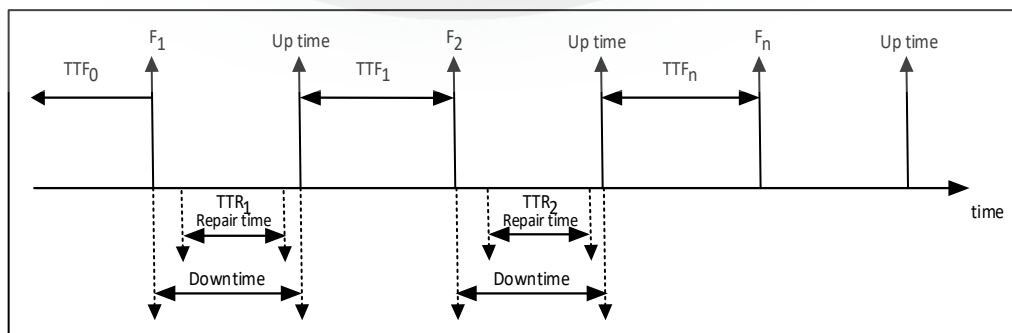 F1 Up time F2 Up time Fn Up time
TTF0 TTF1 TTFn
TTR1 TTR2
Repair time Repair time
time
Downtime Downtime